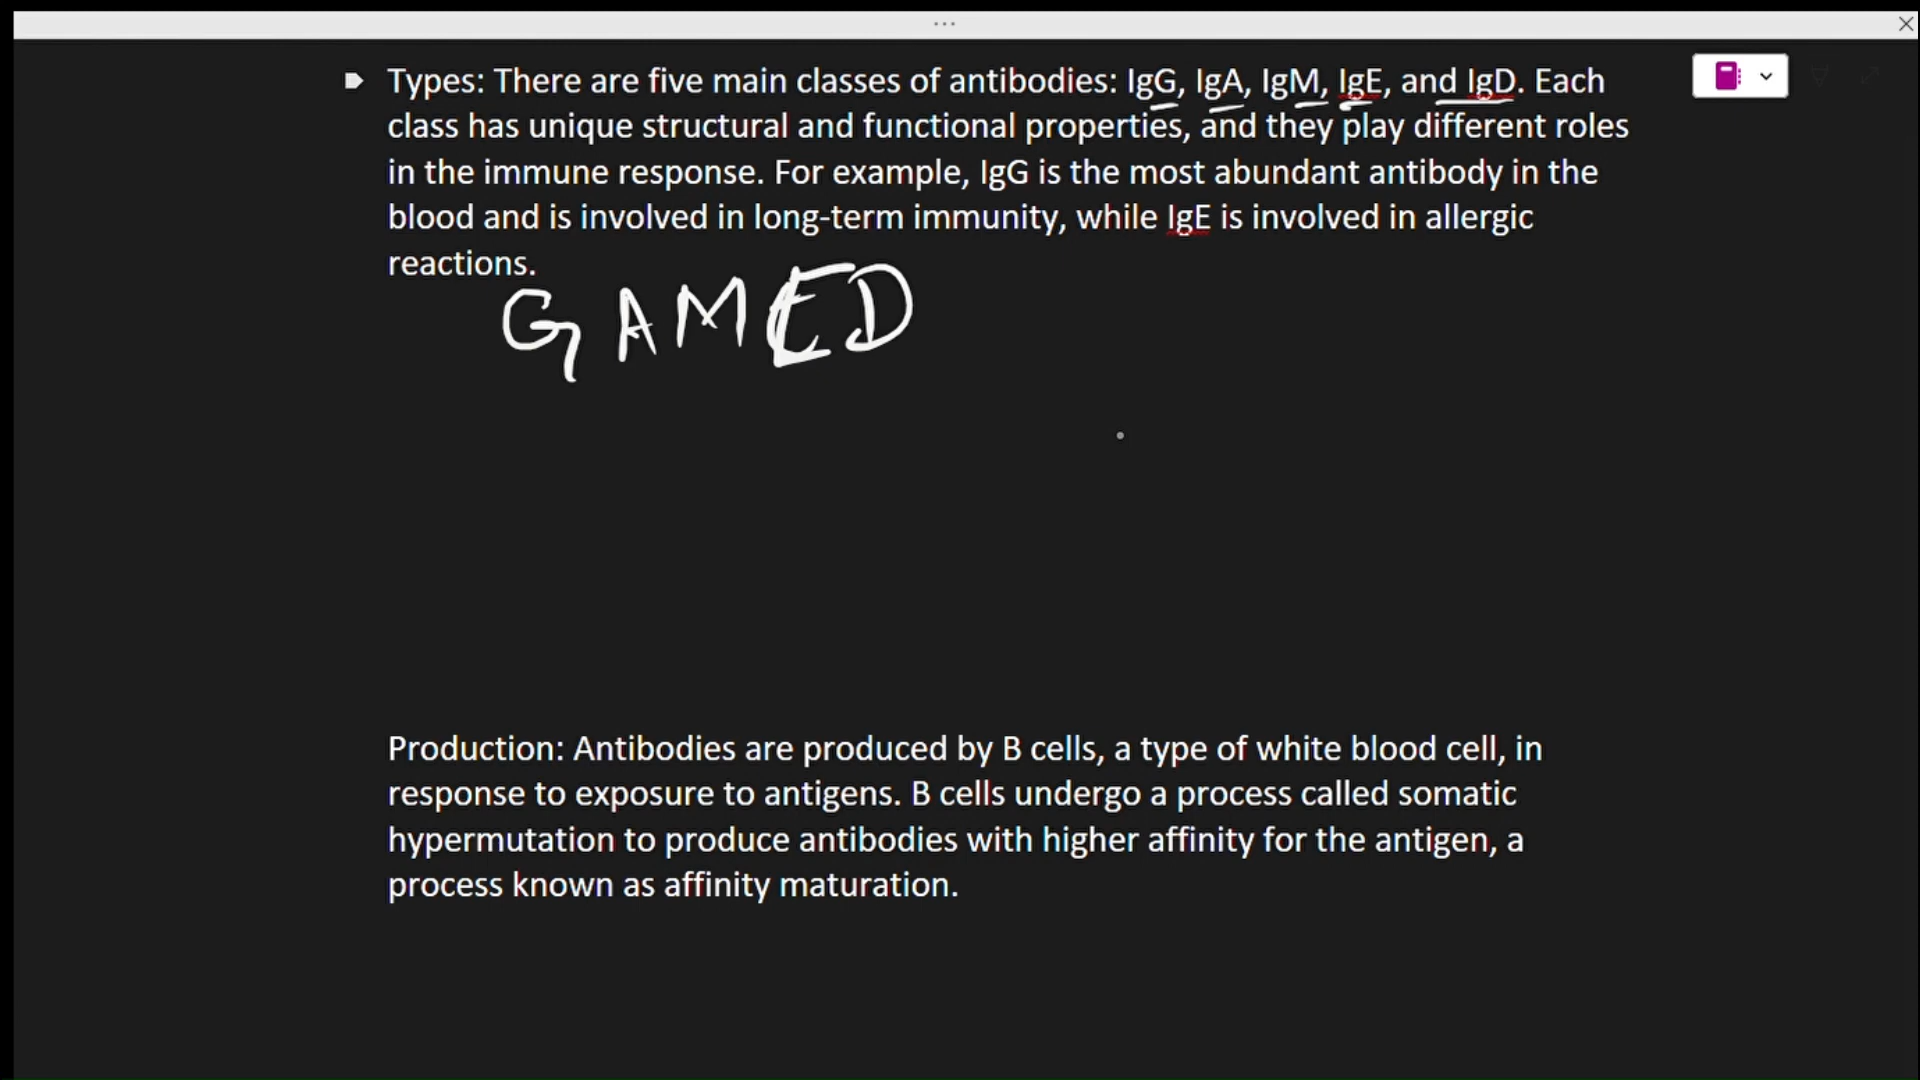 Types: There are five main classes of antibodies: IgG, IgA, IgM, IgE, and IgD. Each
class has unique structural and functional properties, and they play different roles
in the immune response. For example, IgG is the most abundant antibody in the
blood and is involved in long-term immunity, while IgE is involved in allergic
reactions.
GAMED
Production: Antibodies are produced by B cells, a type of white blood cell, in
response to exposure to antigens. B cells undergo a process called somatic
hypermutation to produce antibodies with higher affinity for the antigen, a
process known as affinity maturation.